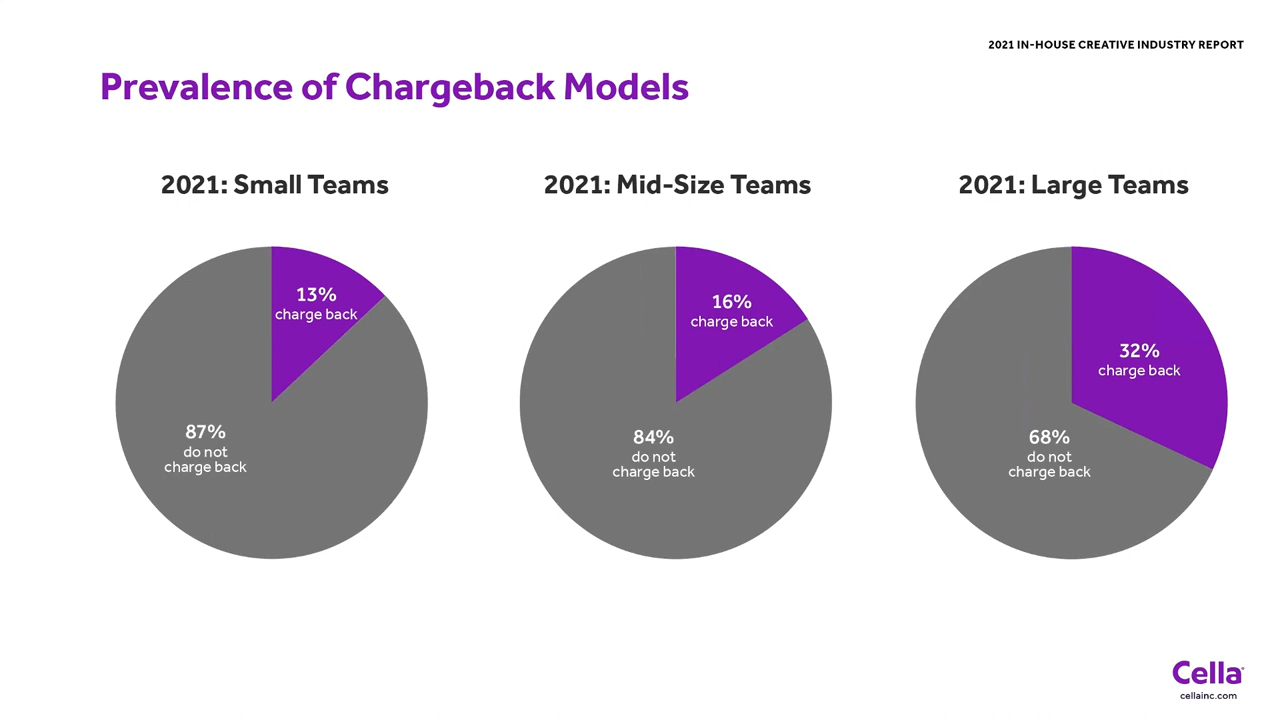 2021 IN-HOUSE CREATIVE INDUSTRY REPORT
Prevalence of Chargeback Models
2021: Small Teams
13%
charge back
87%
do not
charge back
2021: Mid-Size Teams
16%
charge back
84%
do not
charge back
2021: Large Teams
32%
charge back
68%
do not
charge back
Cella
cellainc.com